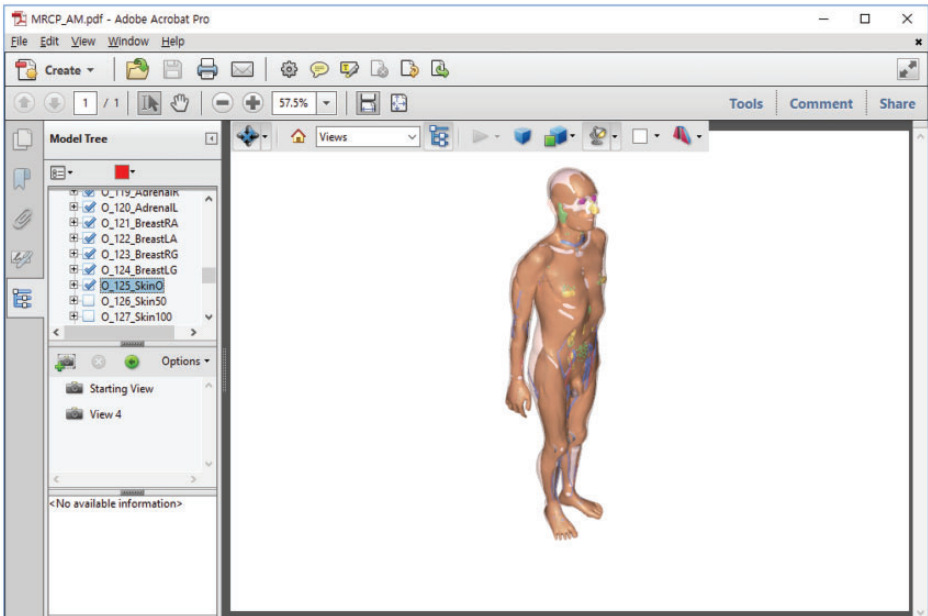 MRCP_AM.pdf - Adobe Acrobat Pro
File Edit View Window Help
Create
1 / 1 57.5% Tools Comment Share
Model Tree
Views
O_119_AdrenalR
O_120_AdrenalL
O_121_BreastRA
O_122_BreastLA
O_123_BreastRG
O_124_BreastLG
O_125_SkinO
O_126_Skin50
O_127_Skin100
Options
Starting View
View 4
<No available information>